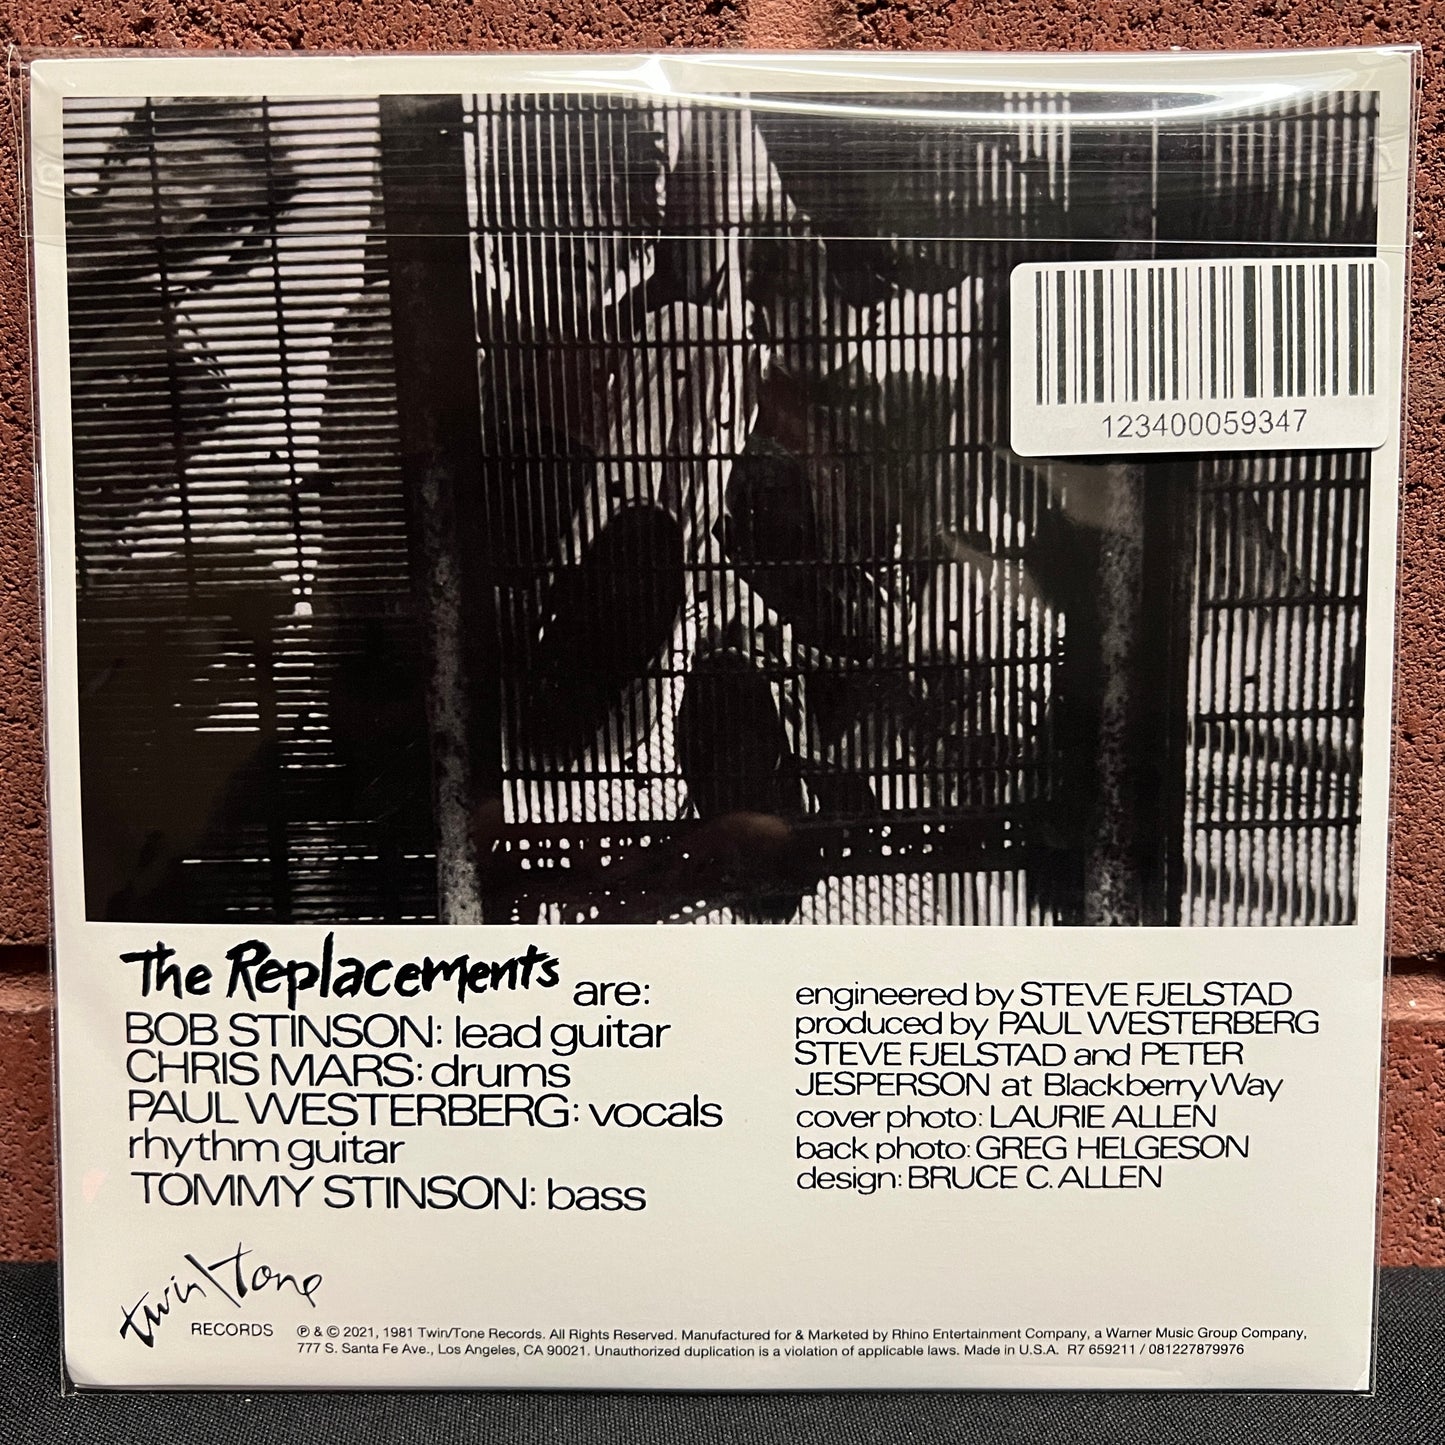 123400059347
The Replacements are:
BOB STINSON: lead guitar
CHRIS MARS: drums
PAUL WESTERBERG: vocals
rhythm guitar
TOMMY STINSON: bass
engineered by STEVE FJELSTAD
produced by PAUL WESTERBERG
STEVE FJELSTAD and PETER
JESPERSON at Blackberry Way
cover photo: LAURIE ALLEN
back photo: GREG HELGESON
design: BRUCE C. ALLEN
twin\tone
RECORDS
℗ & © 2021, 1981 Twin/Tone Records. All Rights Reserved. Manufactured for & Marketed by Rhino Entertainment Company, a Warner Music Group Company,
777 S. Santa Fe Ave., Los Angeles, CA 90021. Unauthorized duplication is a violation of applicable laws. Made in U.S.A. R7 659211 / 081227879976